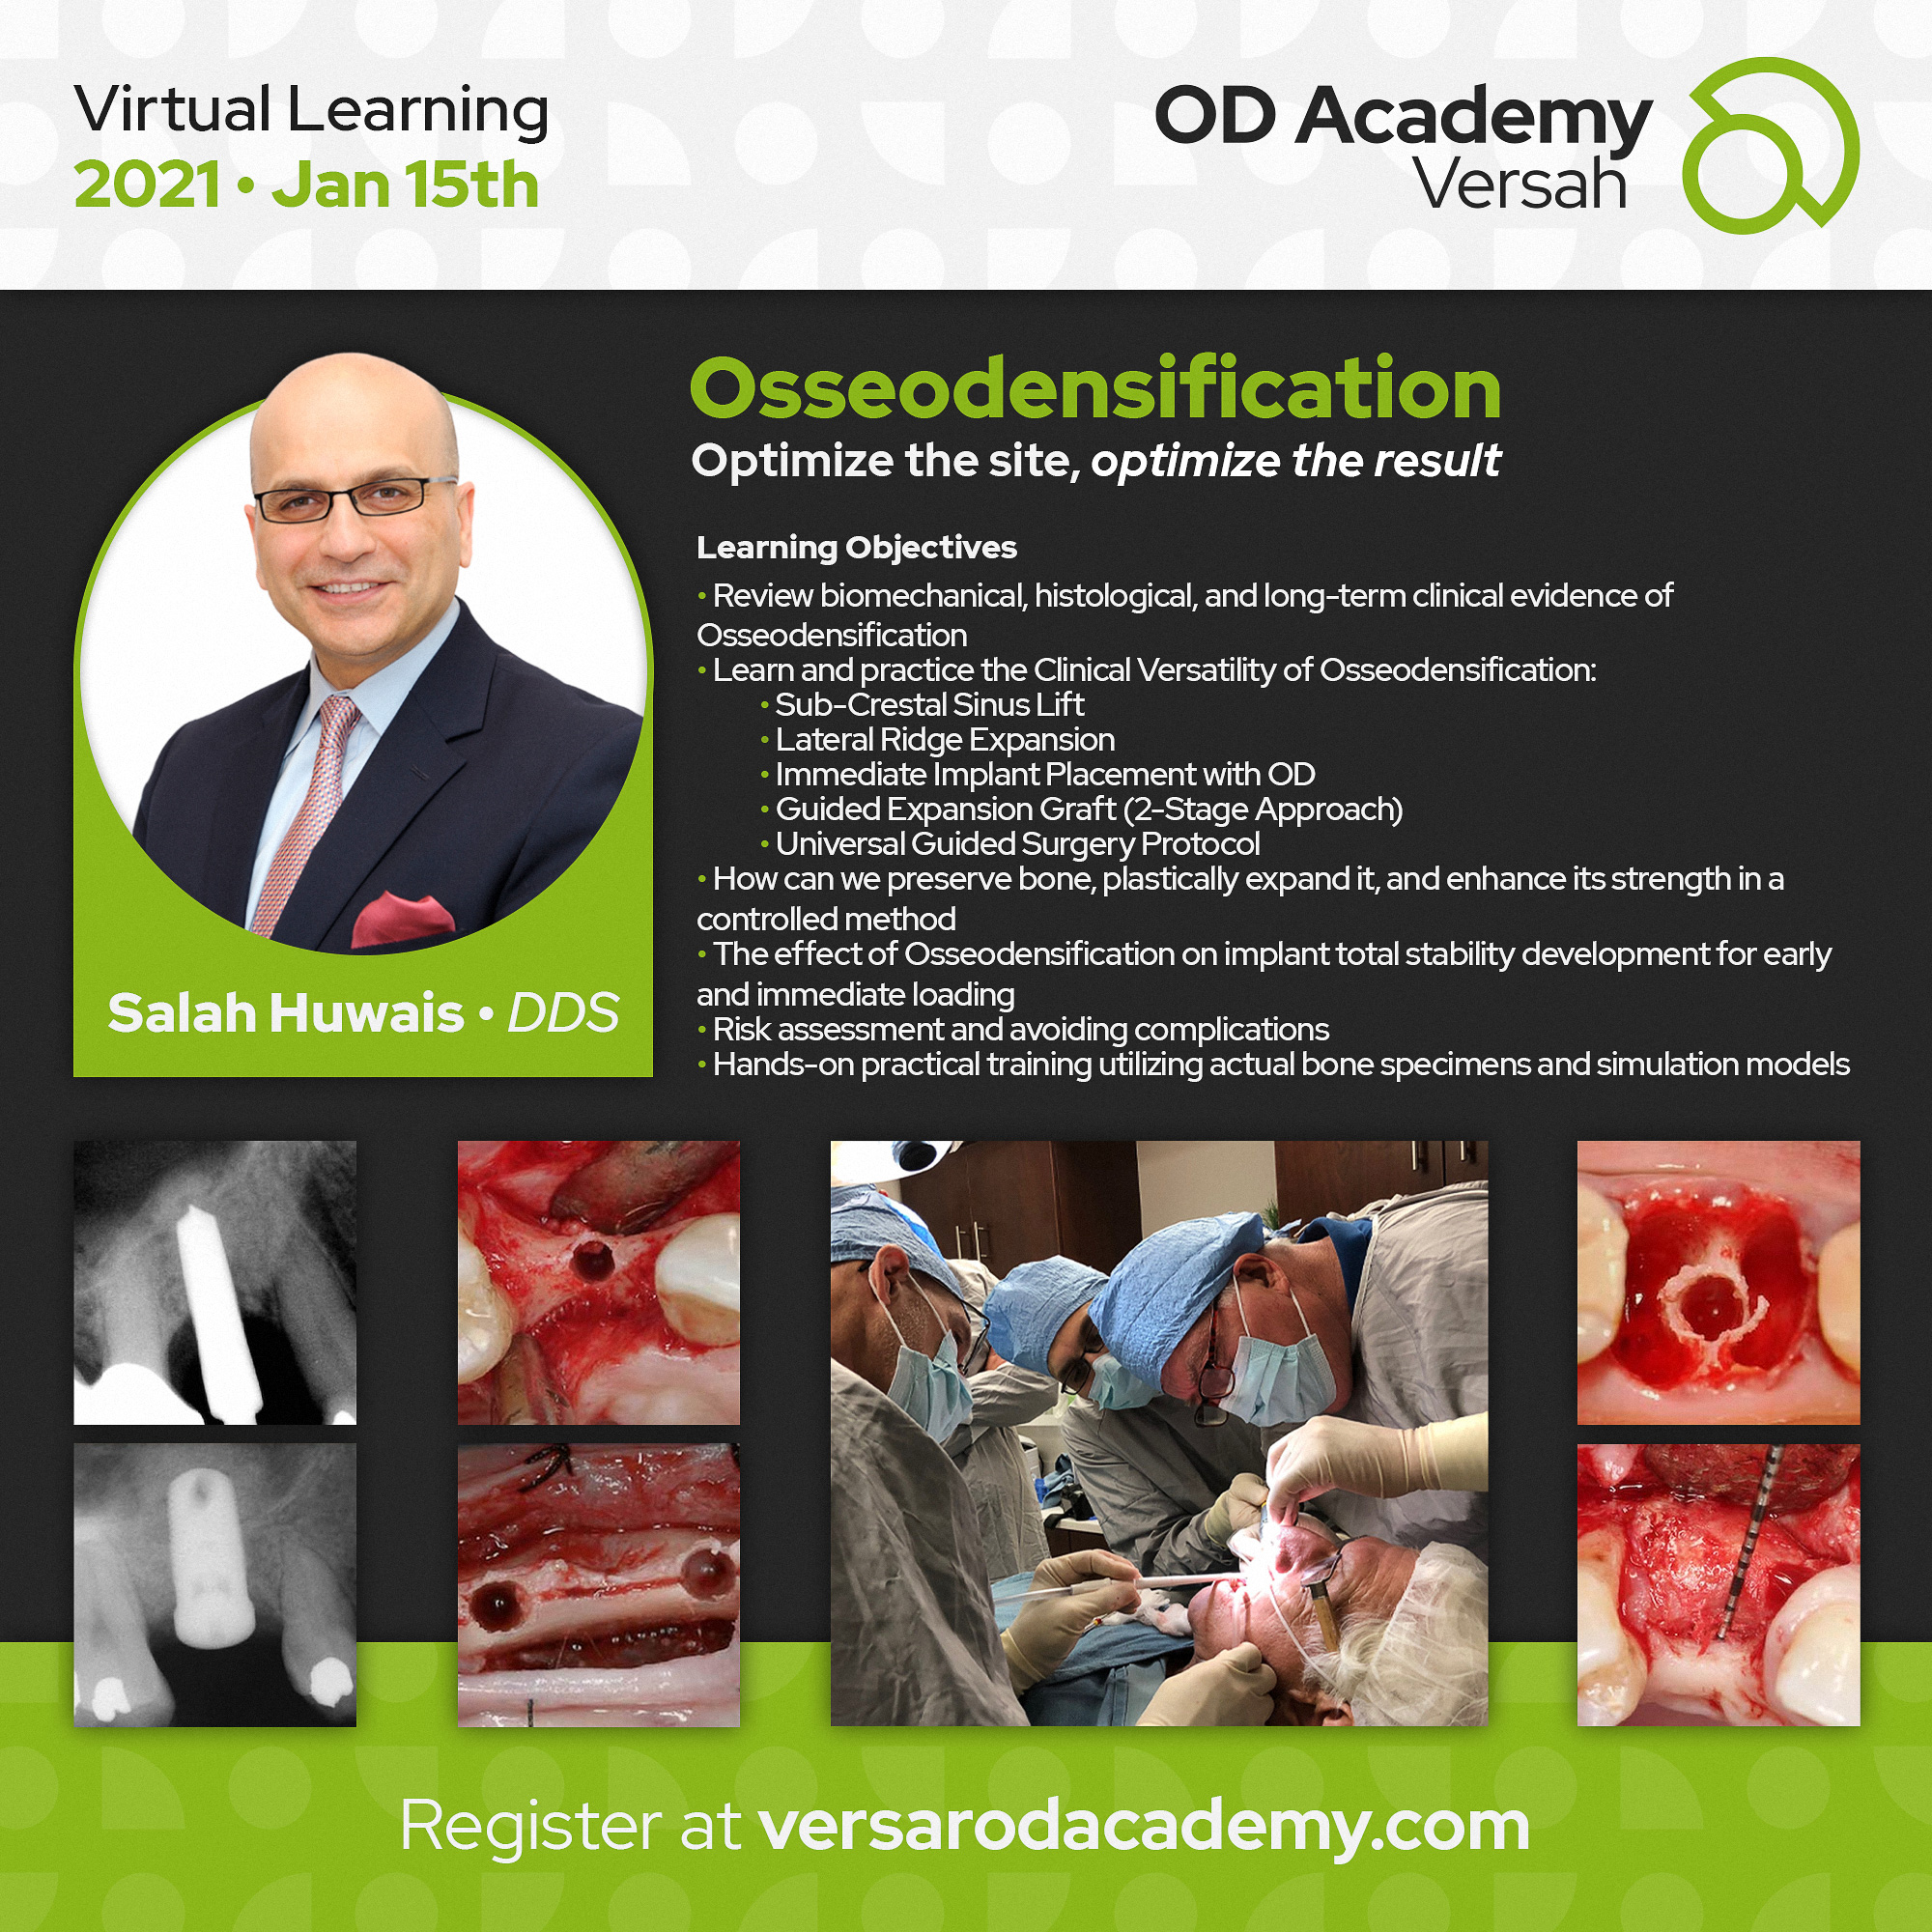 Virtual Learning
2021 • Jan 15th
OD Academy
Versah
Osseodensification
Optimize the site, optimize the result
Learning Objectives
• Review biomechanical, histological, and long-term clinical evidence of
Osseodensification
• Learn and practice the Clinical Versatility of Osseodensification:
• Sub-Crestal Sinus Lift
• Lateral Ridge Expansion
• Immediate Implant Placement with OD
• Guided Expansion Graft (2-Stage Approach)
• Universal Guided Surgery Protocol
• How can we preserve bone, plastically expand it, and enhance its strength in a
controlled method
• The effect of Osseodensification on implant total stability development for early
and immediate loading
• Risk assessment and avoiding complications
• Hands-on practical training utilizing actual bone specimens and simulation models
Salah Huwais • DDS
Register at versarodacademy.com